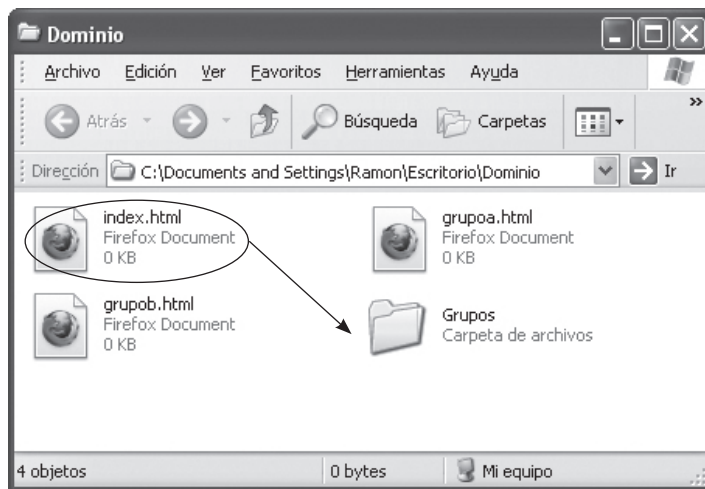 Dominio
Archivo Edición Ver Favoritos Herramientas Ayuda
Atrás Búsqueda Carpetas »
Dirección C:\Documents and Settings\Ramon\Escritorio\Dominio Ir
index.html
Firefox Document
0 KB
grupoa.html
Firefox Document
0 KB
grupob.html
Firefox Document
0 KB
Grupos
Carpeta de archivos
4 objetos 0 bytes Mi equipo